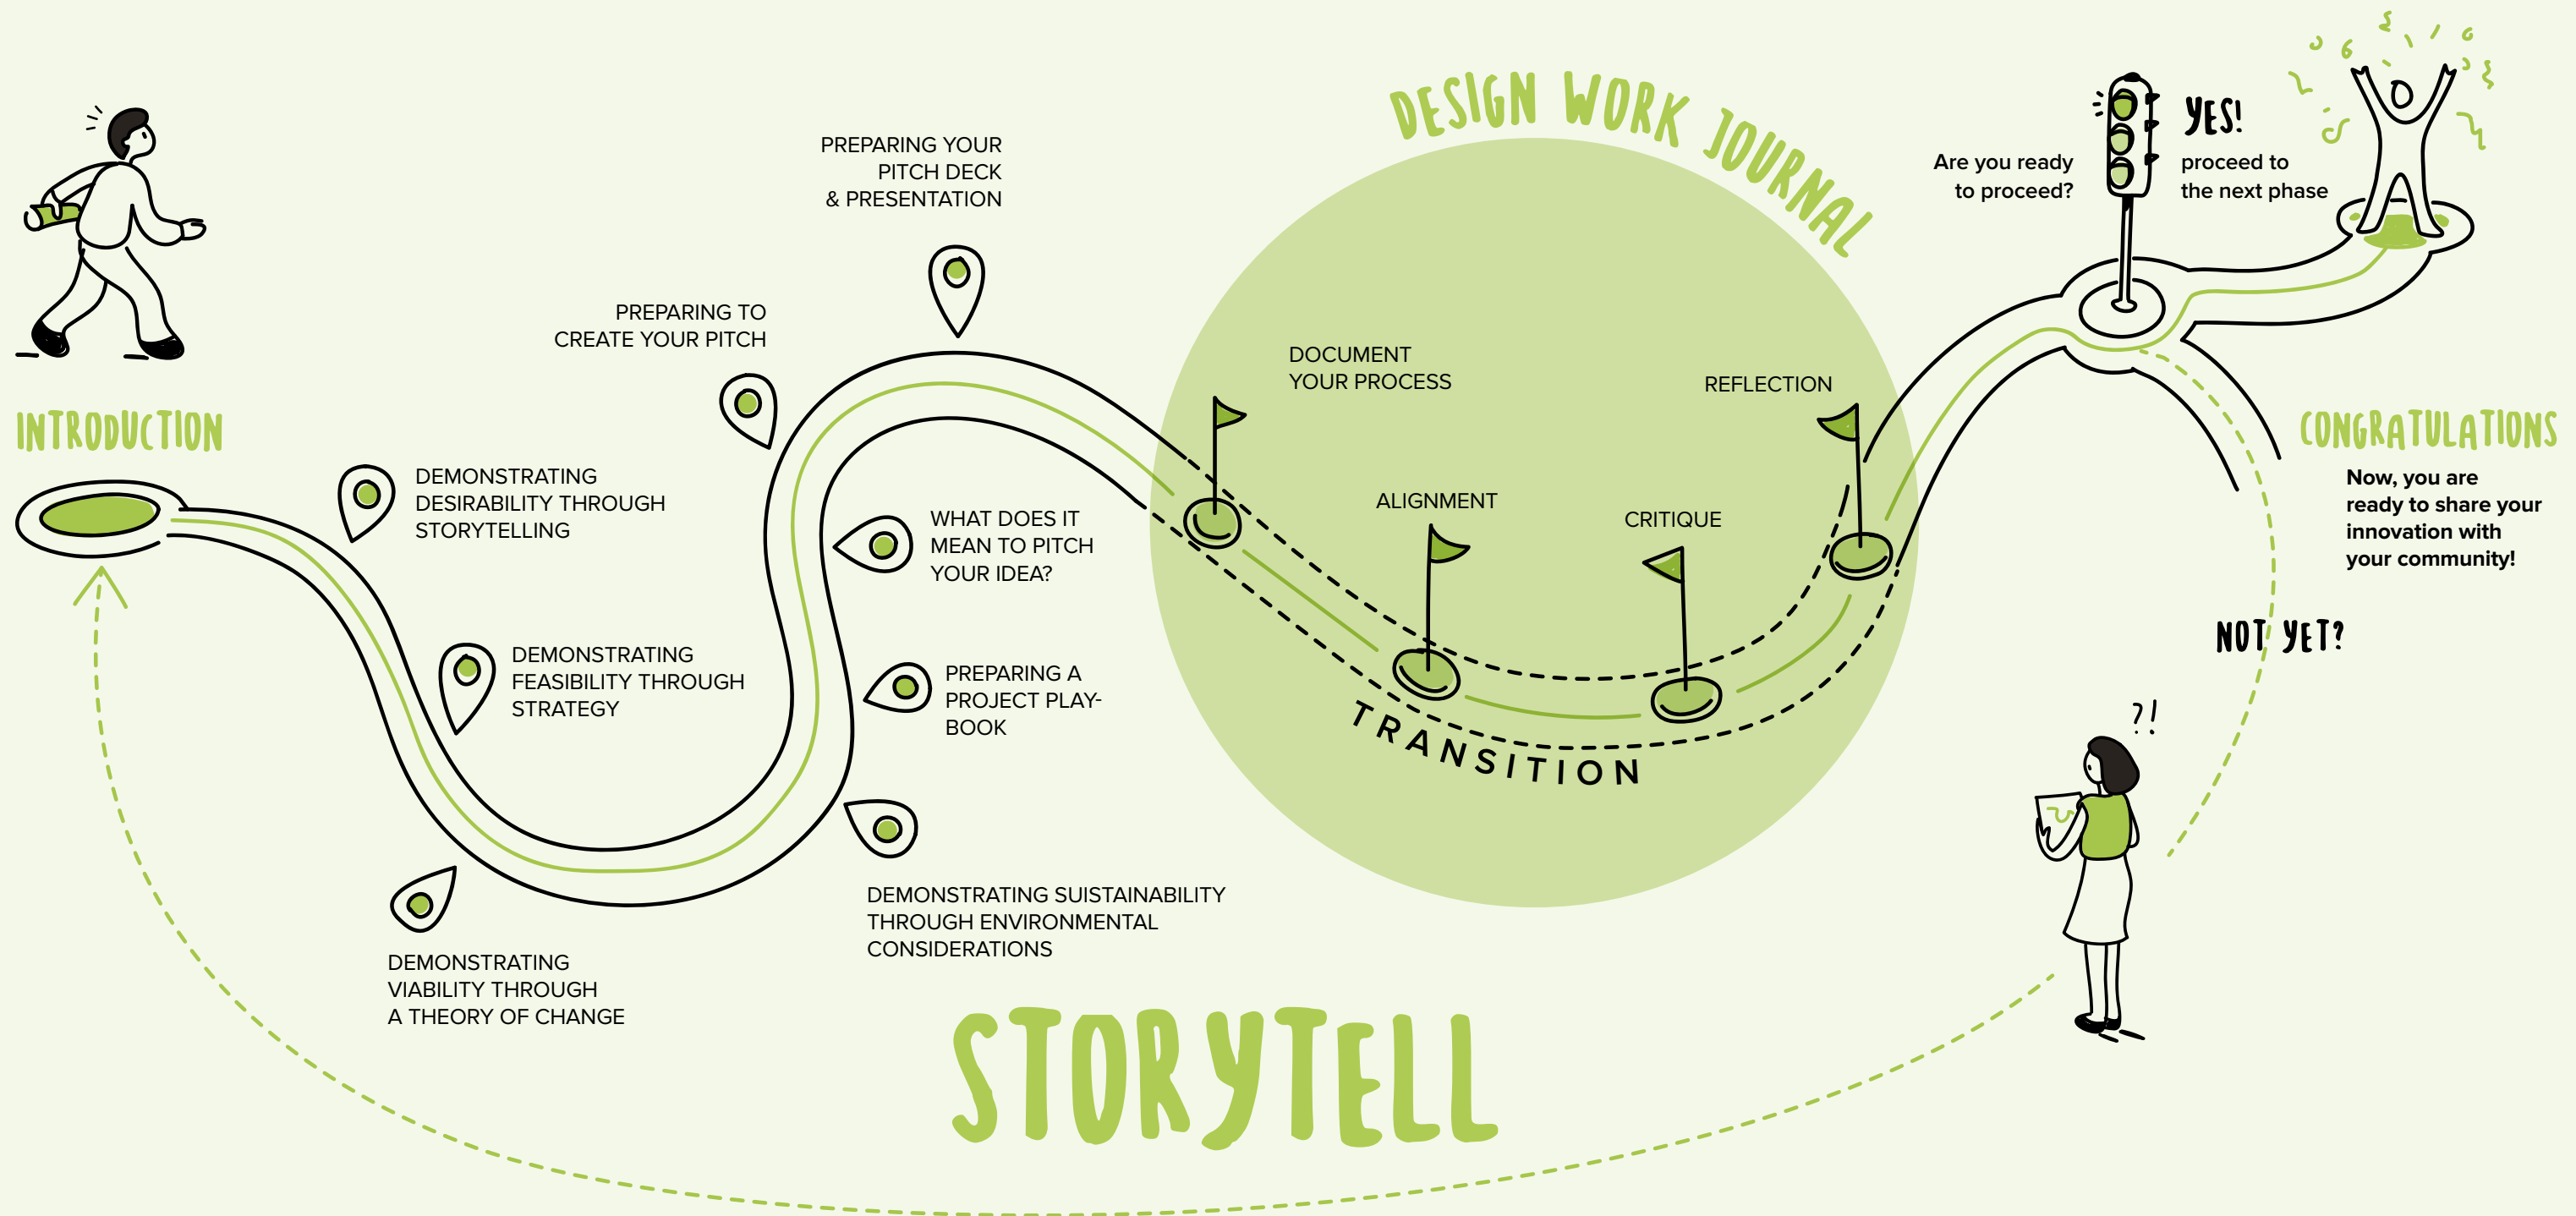 INTRODUCTION
DEMONSTRATING
DESIRABILITY THROUGH
STORYTELLING
DEMONSTRATING
FEASIBILITY THROUGH
STRATEGY
DEMONSTRATING
VIABILITY THROUGH
A THEORY OF CHANGE
DEMONSTRATING SUISTAINABILITY
THROUGH ENVIRONMENTAL
CONSIDERATIONS
PREPARING A
PROJECT PLAY-
BOOK
WHAT DOES IT
MEAN TO PITCH
YOUR IDEA?
PREPARING TO
CREATE YOUR PITCH
PREPARING YOUR
PITCH DECK
& PRESENTATION
DESIGN WORK JOURNAL
DOCUMENT
YOUR PROCESS
ALIGNMENT
CRITIQUE
REFLECTION
TRANSITION
Are you ready
to proceed?
YES!
proceed to
the next phase
CONGRATULATIONS
Now, you are
ready to share your
innovation with
your community!
NOT YET?
?!
STORYTELL